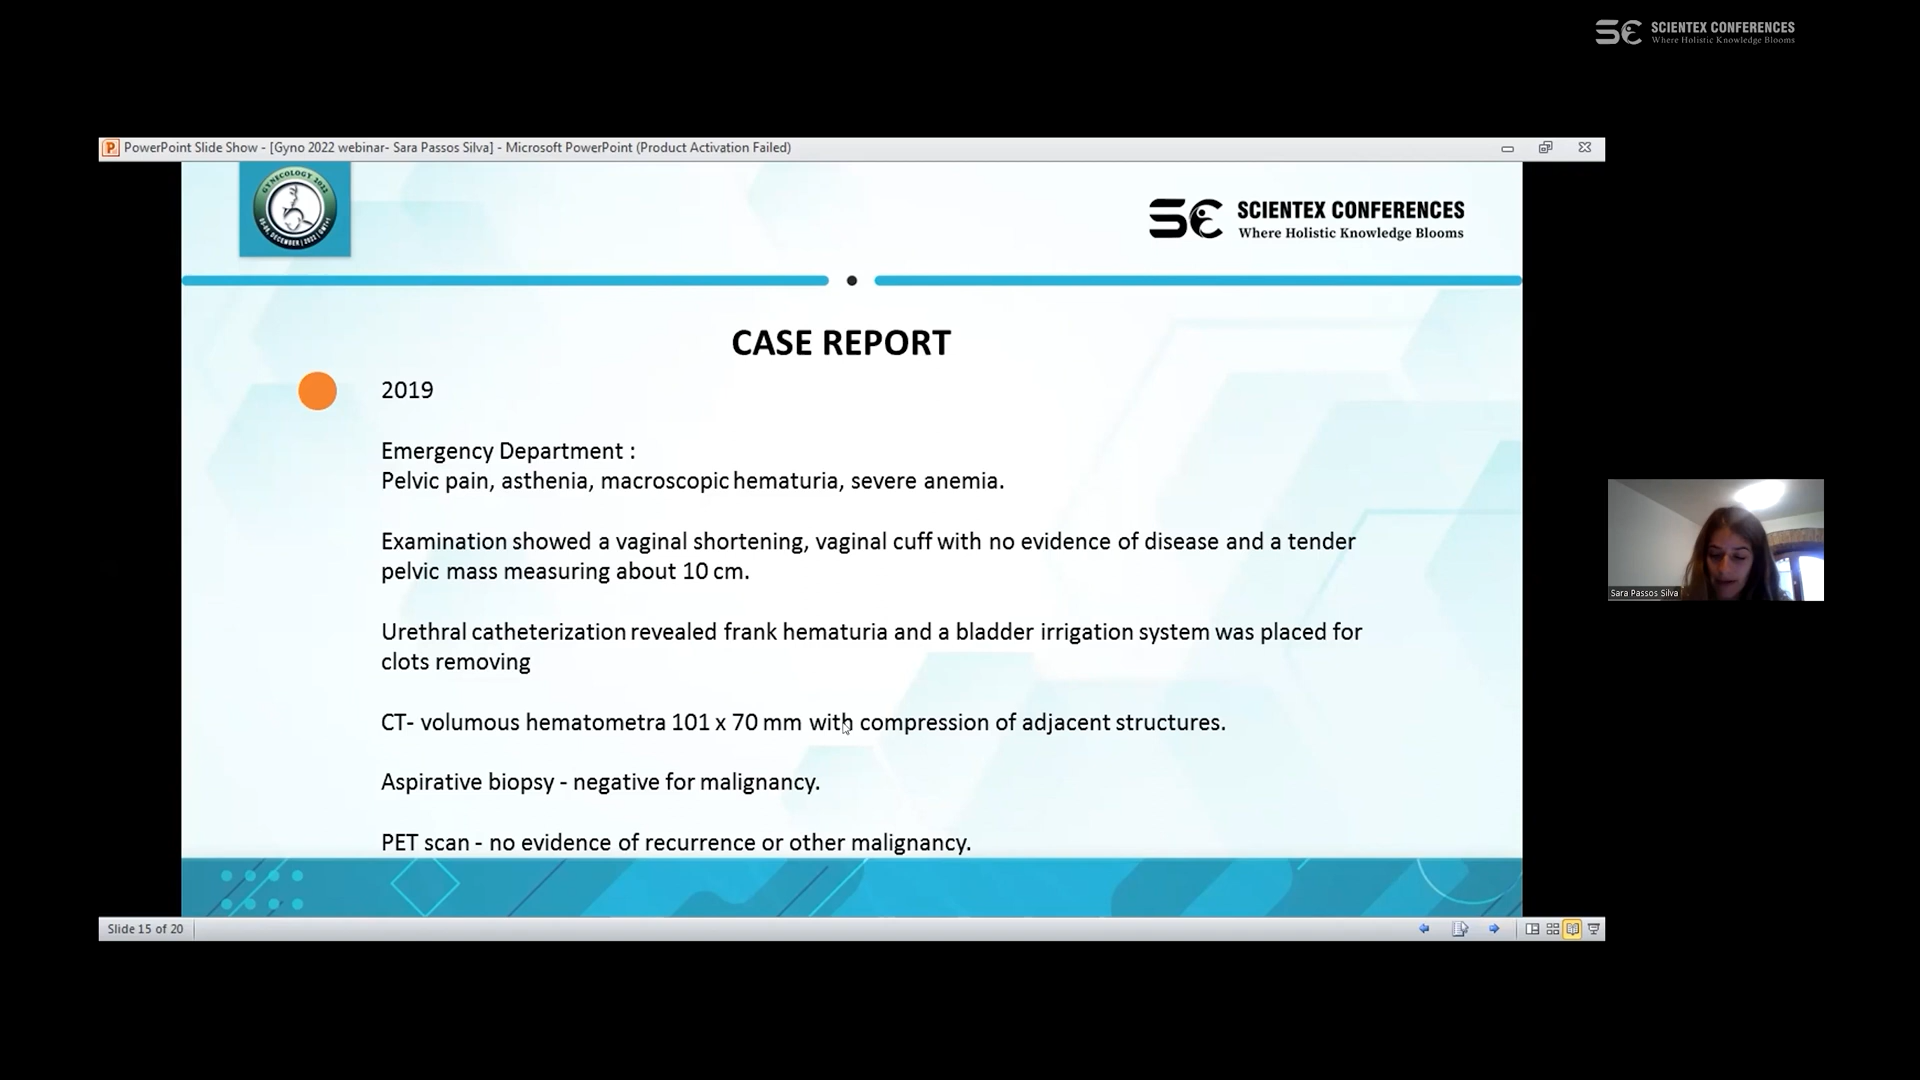 SCIENTEX CONFERENCES
Where Holistic Knowledge Blooms
PowerPoint Slide Show - [Gyno 2022 webinar- Sara Passos Silva] - Microsoft PowerPoint (Product Activation Failed)
GYNECOLOGY 2022
SCIENTEX CONFERENCES
Where Holistic Knowledge Blooms
CASE REPORT
2019
Emergency Department :
Pelvic pain, asthenia, macroscopic hematuria, severe anemia.
Examination showed a vaginal shortening, vaginal cuff with no evidence of disease and a tender
pelvic mass measuring about 10 cm.
Urethral catheterization revealed frank hematuria and a bladder irrigation system was placed for
clots removing
CT- volumous hematometra 101 x 70 mm with compression of adjacent structures.
Aspirative biopsy - negative for malignancy.
PET scan - no evidence of recurrence or other malignancy.
Sara Passos Silva
Slide 15 of 20